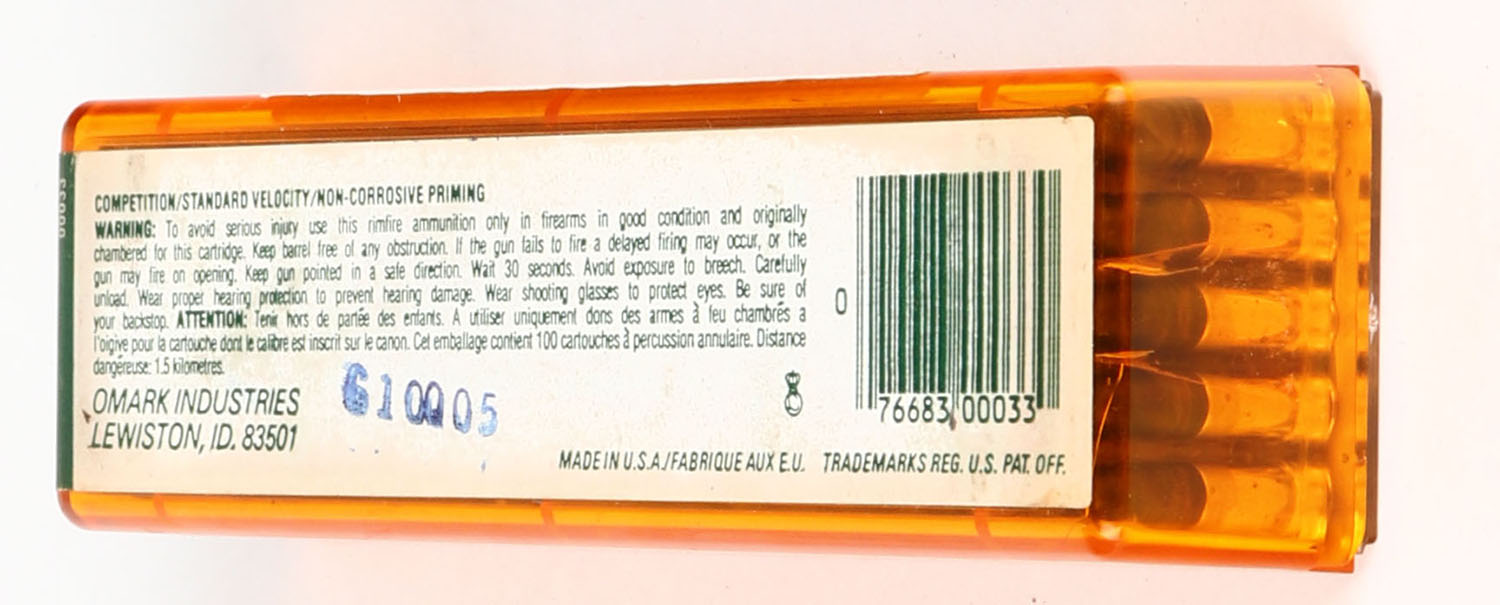 COMPETITION/STANDARD VELOCITY/NON-CORROSIVE PRIMING
WARNING: To avoid serious injury use this rimfire ammunition only in firearms in good condition and originally
chambered for this cartridge. Keep barrel free of any obstruction. If the gun fails to fire a delayed firing may occur, or the
gun may fire on opening. Keep gun pointed in a safe direction. Wait 30 seconds. Avoid exposure to breech. Carefully
unload. Wear proper hearing protection to prevent hearing damage. Wear shooting glasses to protect eyes. Be sure of
your backstop. ATTENTION: Tenir hors de partée des enfants. A utiliser uniquement dons des armes à feu chambrés a
l'oigive pour la cartouche dont le calibre est inscrit sur le canon. Cet emballage contient 100 cartouches à percussion annulaire. Distance
dangéreuse: 1.5 kilometres.
OMARK INDUSTRIES
LEWISTON, ID. 83501
610005
0
76683 00033
MADE IN U.S.A./FABRIQUE AUX E.U. TRADEMARKS REG. U.S. PAT. OFF.
00033